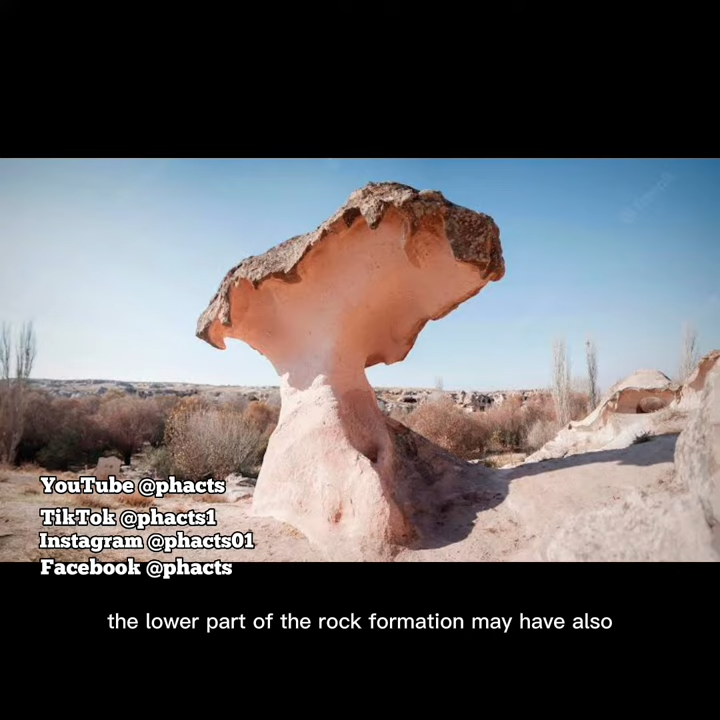 YouTube @phacts
TikTok @phacts1
Instagram @phacts01
Facebook @phacts
the lower part of the rock formation may have also